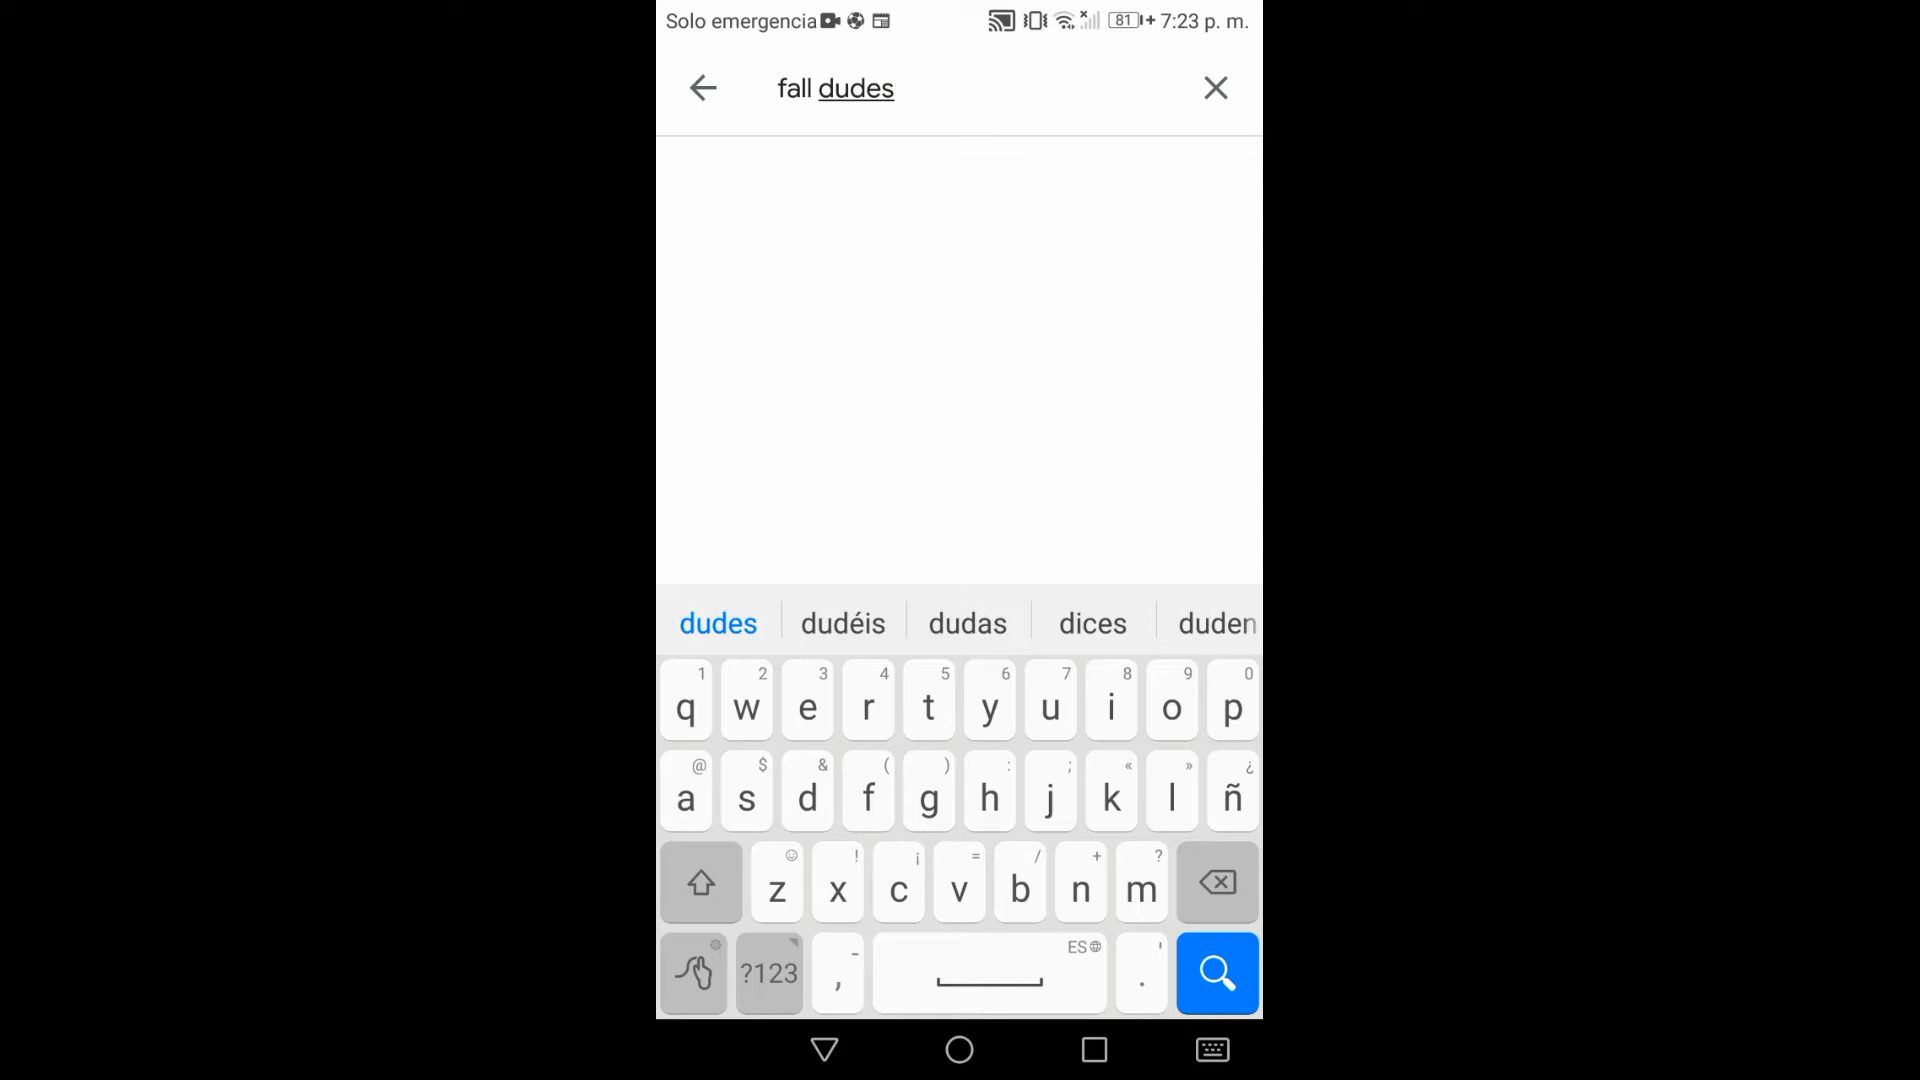 Solo emergencia 81 7:23 p. m.
fall dudes
dudes dudéis dudas dices duden
1 2 3 4 5 6 7 8 9 0
q w e r t y u i o p
@ $ & ( ) : ; « » ¿
a s d f g h j k l ñ
! ¡ = / + ?
z x c v b n m
- ES '
?123 , .